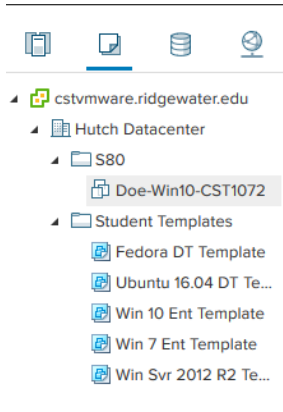 cstvmware.ridgewater.edu
Hutch Datacenter
S80
Doe-Win10-CST1072
Student Templates
Fedora DT Template
Ubuntu 16.04 DT Te...
Win 10 Ent Template
Win 7 Ent Template
Win Svr 2012 R2 Te...